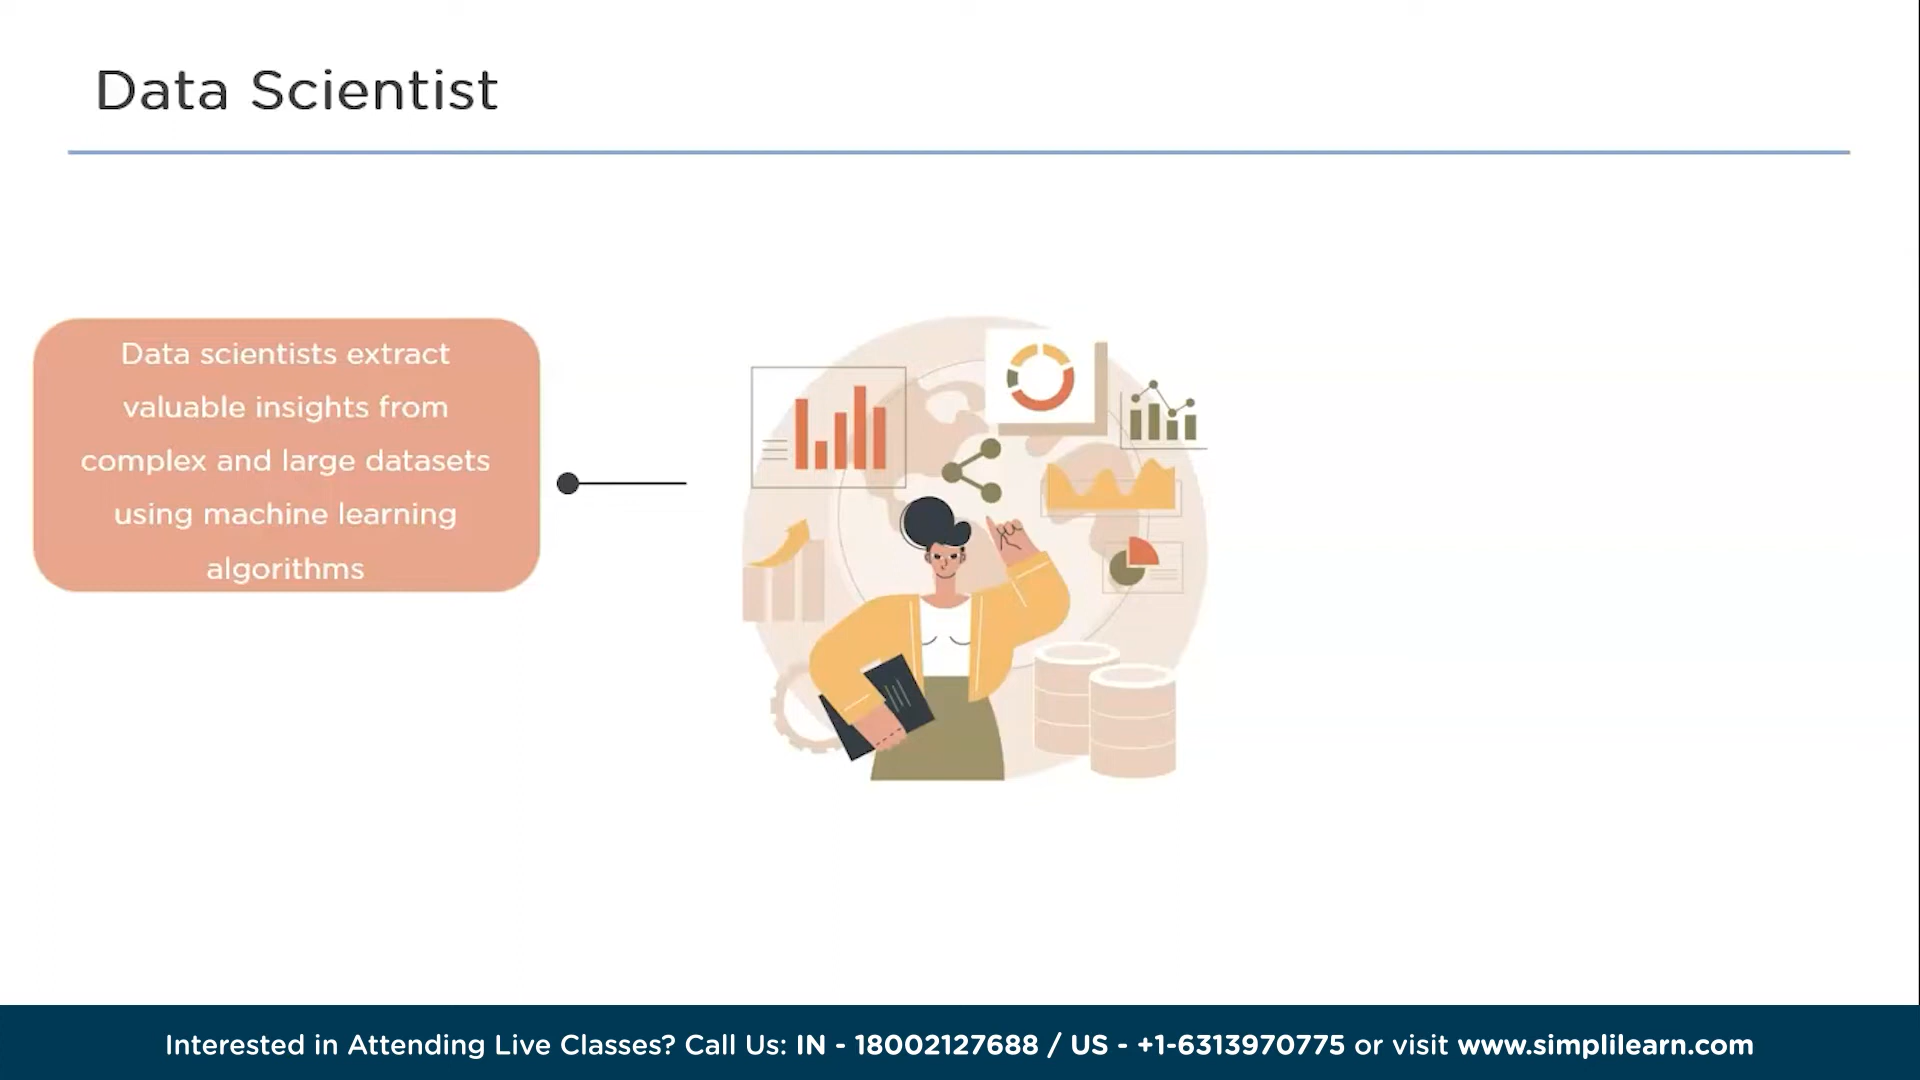 Data Scientist
Data scientists extract
valuable insights from
complex and large datasets
using machine learning
algorithms
Interested in Attending Live Classes? Call Us: IN - 18002127688 / US - +1-6313970775 or visit www.simplilearn.com